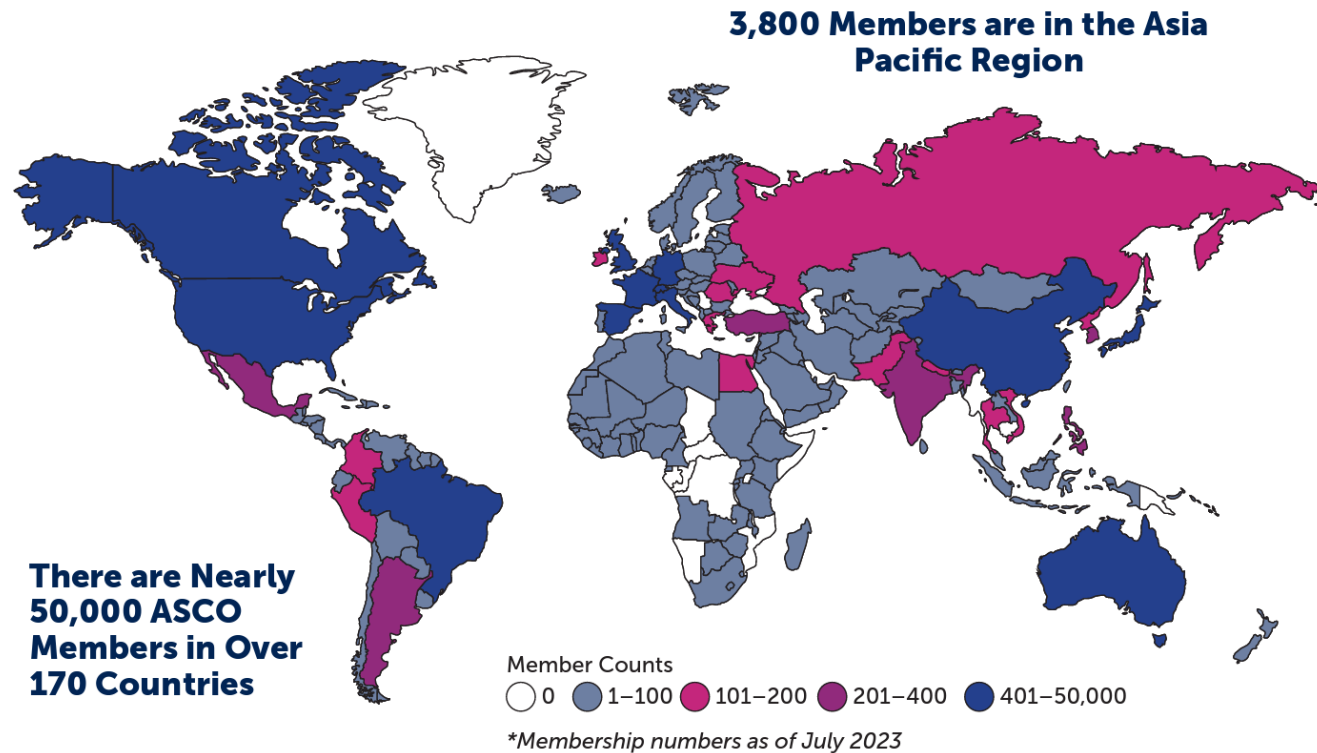 3,800 Members are in the Asia
Pacific Region
There are Nearly
50,000 ASCO
Members in Over
170 Countries
Member Counts
0 1–100 101–200 201–400 401–50,000
*Membership numbers as of July 2023